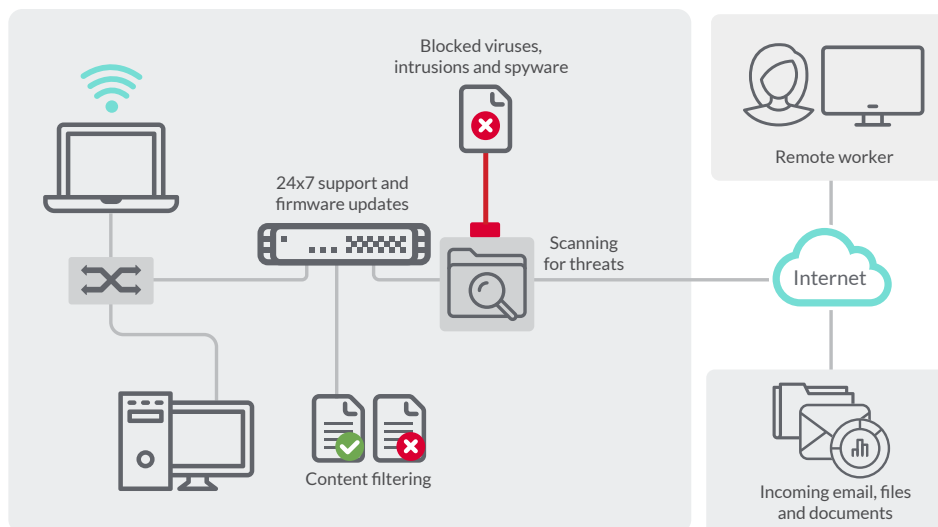 Blocked viruses,
intrusions and spyware
24x7 support and
firmware updates
Scanning
for threats
Content filtering
Remote worker
Internet
Incoming email, files
and documents